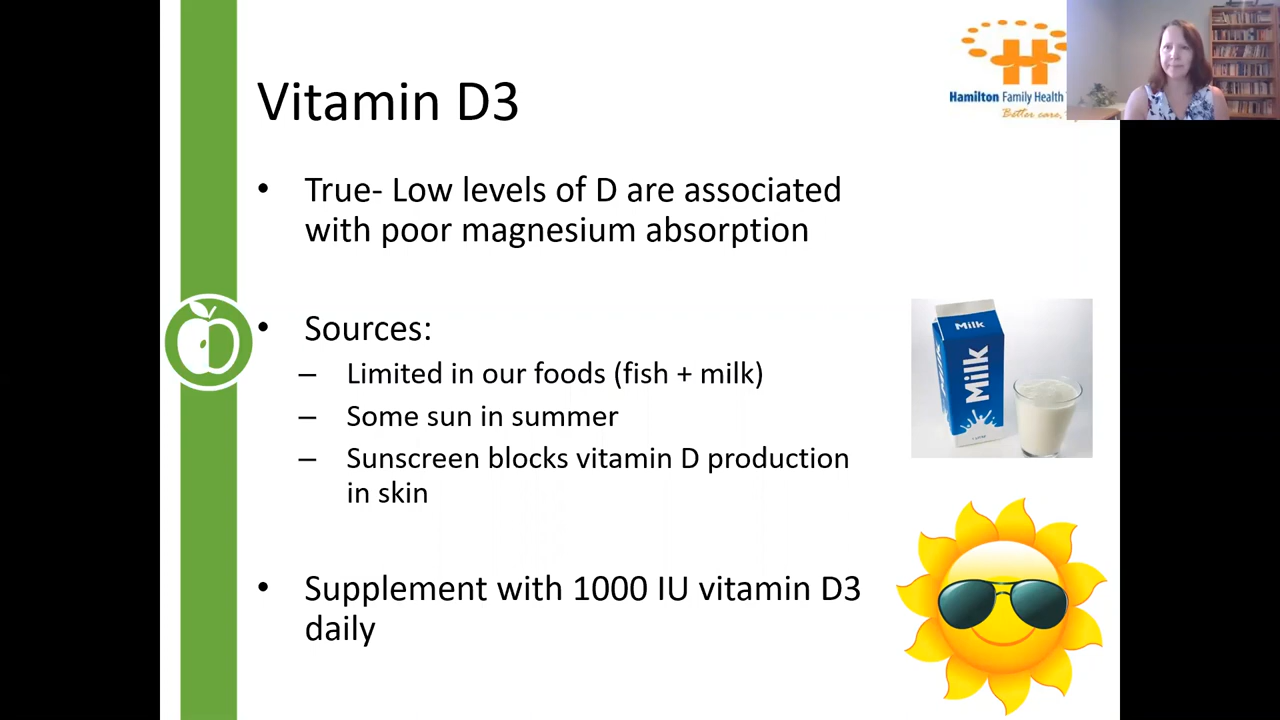 Hamilton Family Health
Better care,
Vitamin D3
• True- Low levels of D are associated
with poor magnesium absorption
• Sources:
– Limited in our foods (fish + milk)
– Some sun in summer
– Sunscreen blocks vitamin D production
in skin
Milk
Milk
• Supplement with 1000 IU vitamin D3
daily